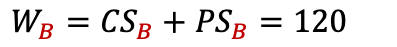 W_B = CS_B + PS_B = 120